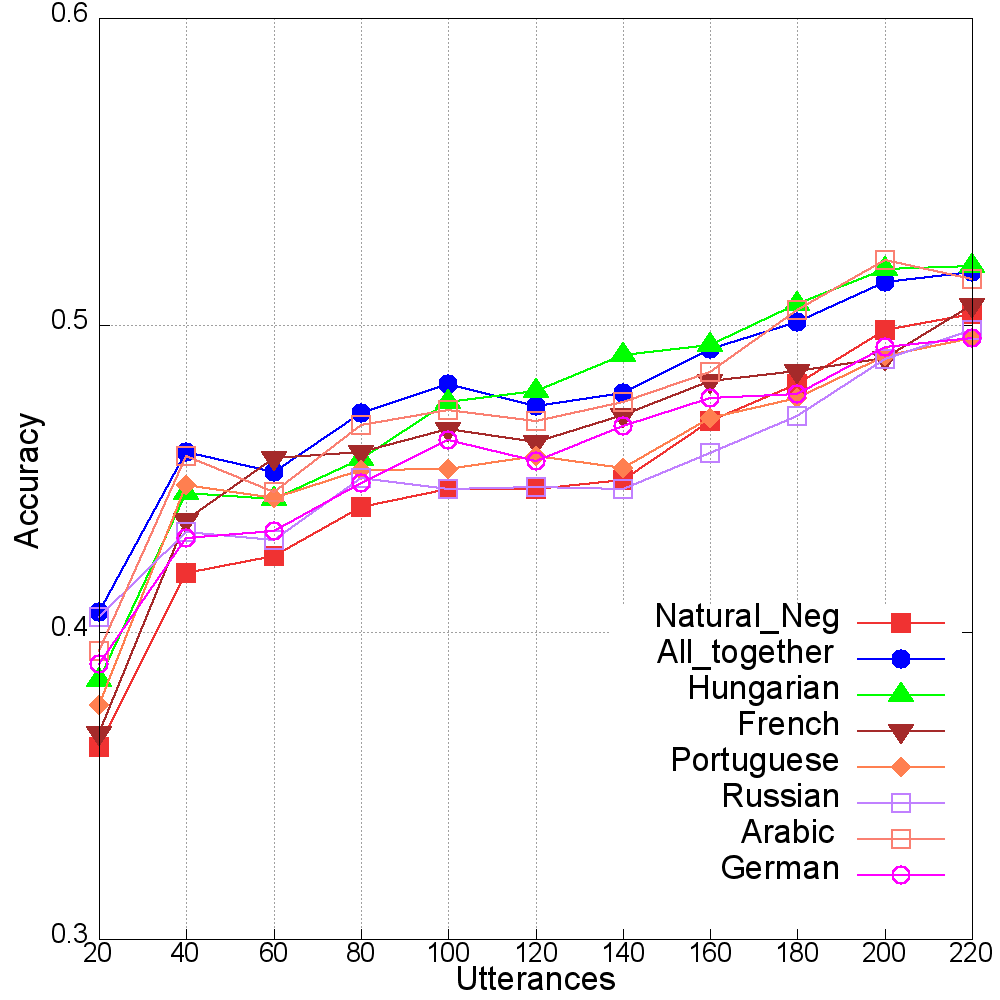 0.6
0.5
0.4
0.3
Accuracy
Natural_Neg
All_together
Hungarian
French
Portuguese
Russian
Arabic
German
20 40 60 80 100 120 140 160 180 200 220
Utterances